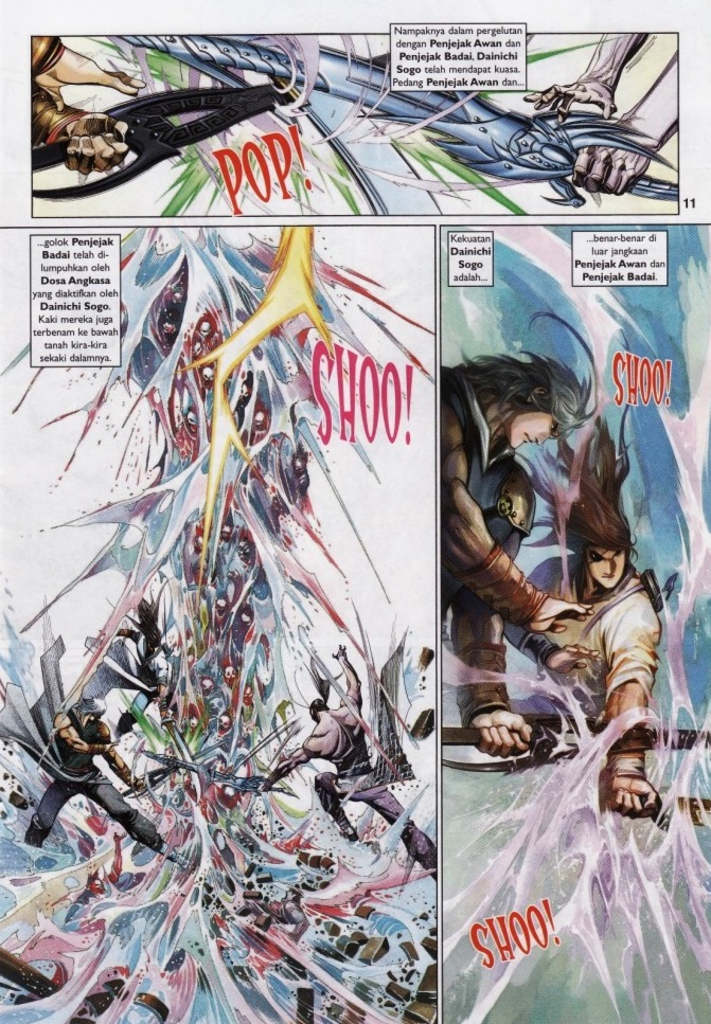 Nampaknya dalam pergelutan
dengan Penjejak Awan dan
Penjejak Badai, Dainichi
Sogo telah mendapat kuasa.
Pedang Penjejak Awan dan...
POP!
11
...golok Penjejak
Badai telah di-
lumpuhkan oleh
Dosa Angkasa
yang diaktifkan oleh
Dainichi Sogo.
Kaki mereka juga
terbenam ke bawah
tanah kira-kira
sekaki dalamnya.
SHOO!
Kekuatan
Dainichi
Sogo
adalah...
...benar-benar di
luar jangkaan
Penjejak Awan dan
Penjejak Badai.
SHOO!
SHOO!